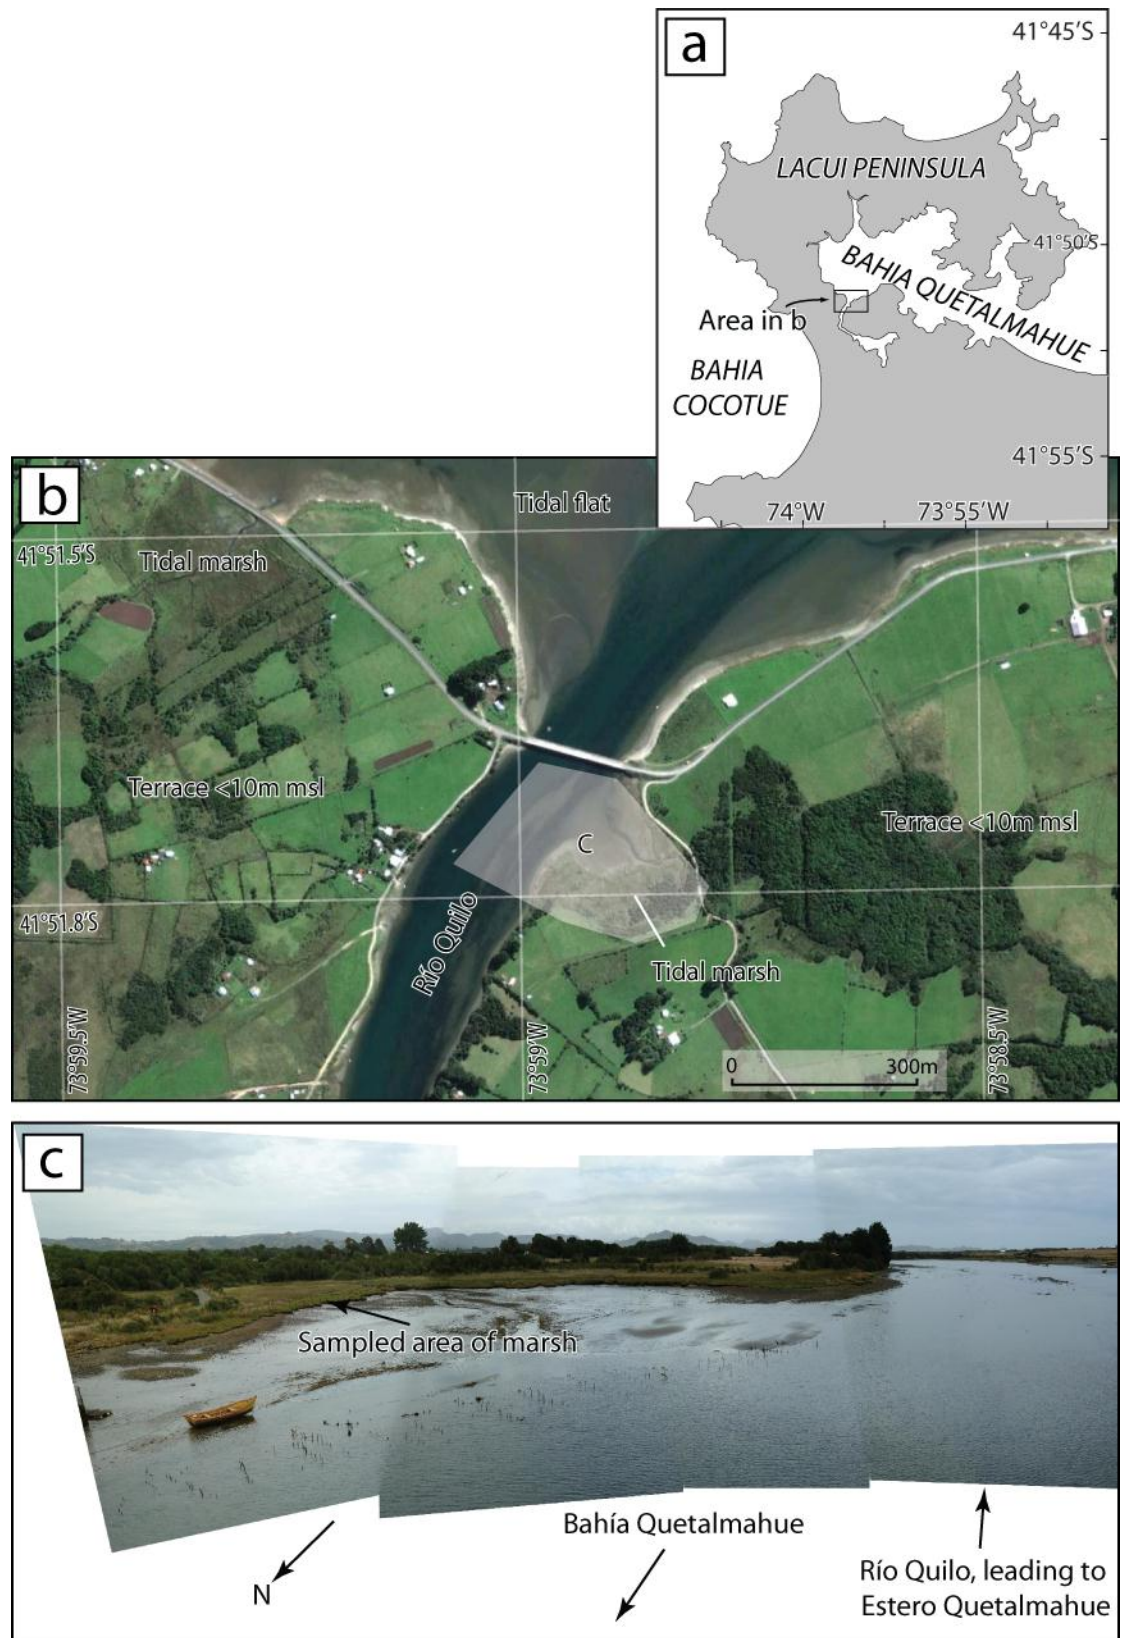 a
41°45'S
LACUI PENINSULA
41°50'S
BAHIA QUETALMAHUE
Area in b
BAHIA
COCOTUE
41°55'S
74°W
73°55'W
b
Tidal flat
41°51.5'S
Tidal marsh
Terrace <10m msl
Terrace <10m msl
C
41°51.8'S
Río Quilo
Tidal marsh
73°59.5'W
73°59'W
73°58.5'W
0
300m
c
Sampled area of marsh
N
Bahía Quetalmahue
Río Quilo, leading to
Estero Quetalmahue